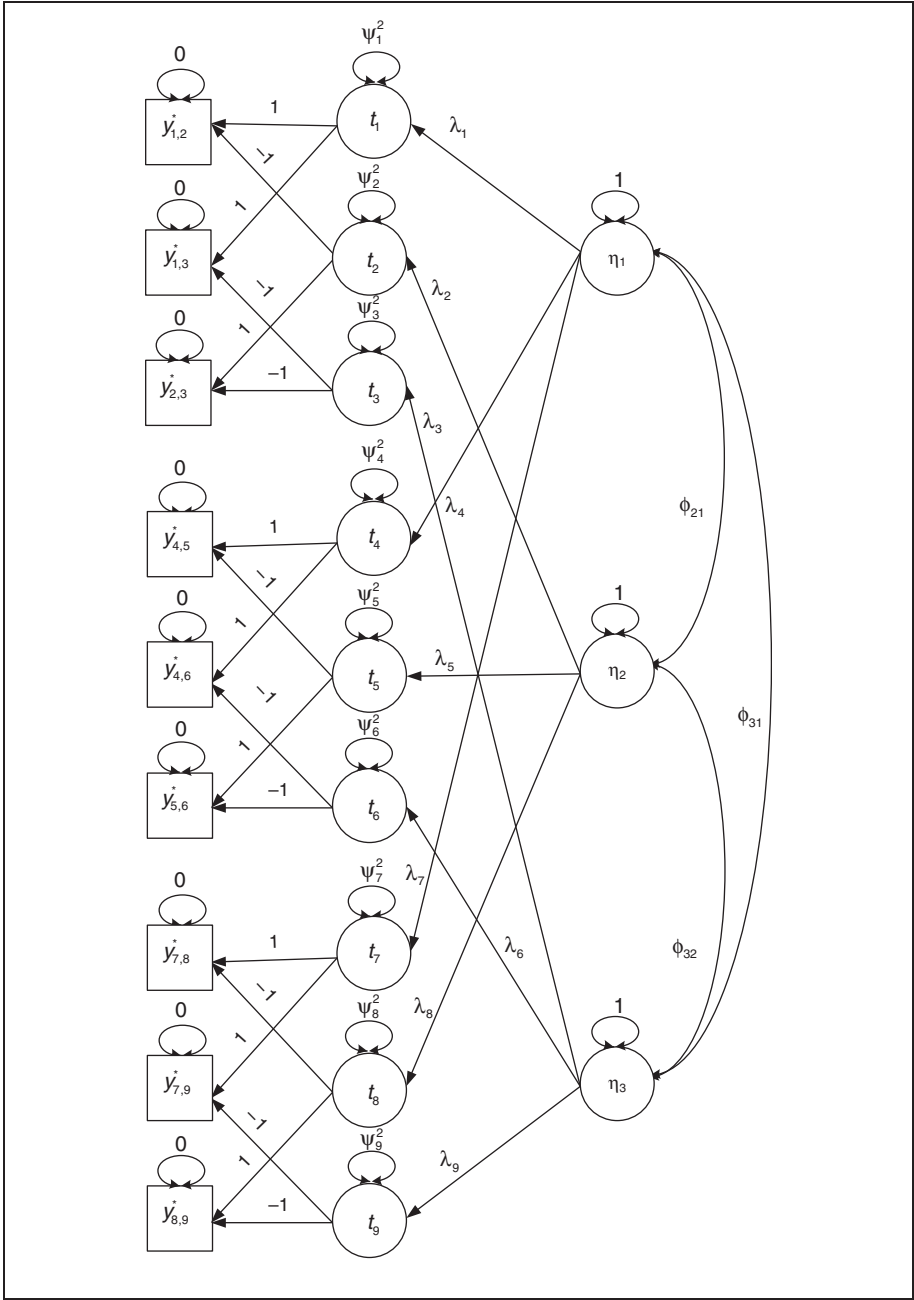 ψ₁²
0
1
t₁
y*₁,₂
λ₁
–1
ψ₂²
0
1
1
t₂
η₁
y*₁,₃
–1
λ₂
ψ₃²
0
1
–1
t₃
y*₂,₃
λ₃
ψ₄²
0
λ₄
φ₂₁
1
t₄
y*₄,₅
–1
ψ₅²
0
1
1
λ₅
t₅
η₂
y*₄,₆
–1
ψ₆²
φ₃₁
0
1
–1
t₆
y*₅,₆
ψ₇²
λ₇
0
1
λ₆
φ₃₂
t₇
y*₇,₈
–1
ψ₈²
λ₈
0
1
1
t₈
η₃
y*₇,₉
–1
ψ₉²
0
1
λ₉
–1
t₉
y*₈,₉